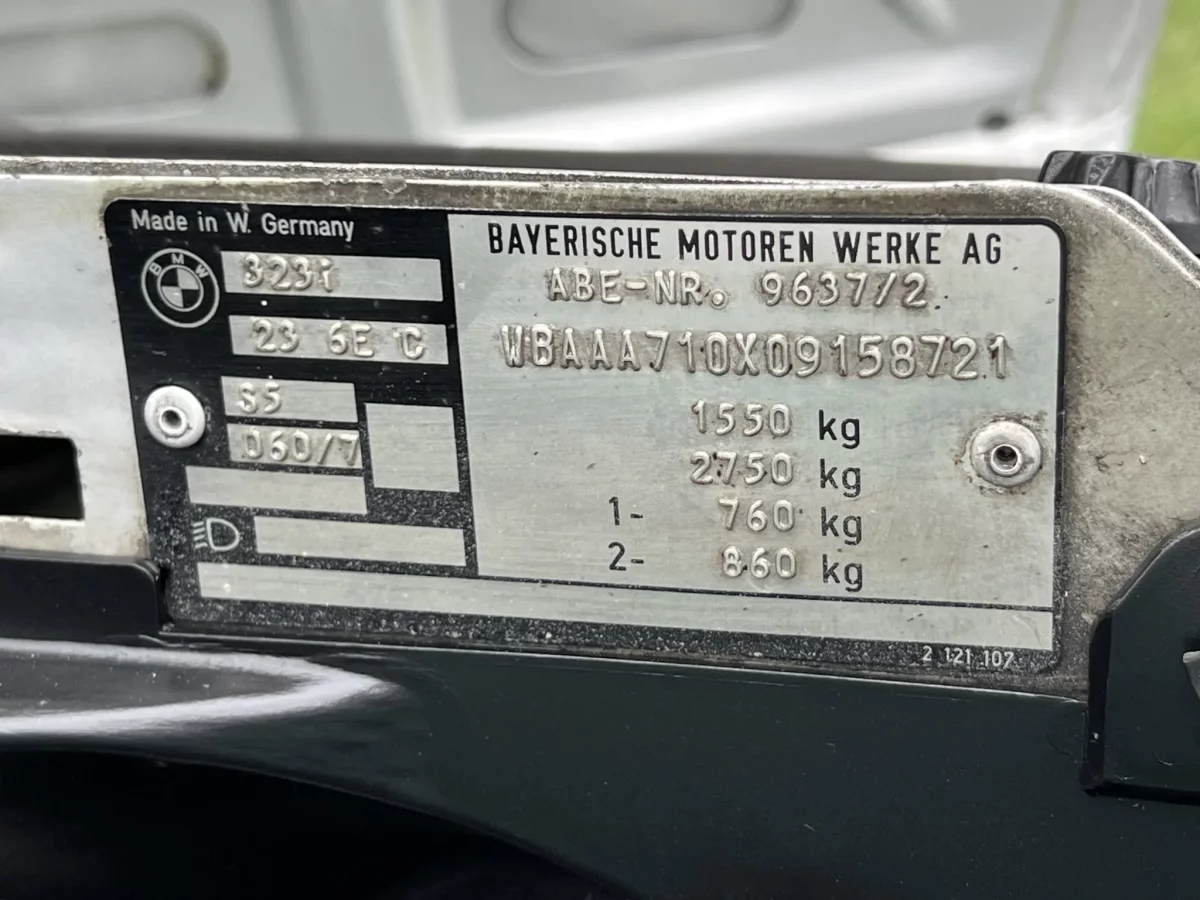 Made in W. Germany
BMW
323i
23 6E C
S5
060/7
BAYERISCHE MOTOREN WERKE AG
ABE-NR. 9637/2
WBAAA710X09158721
1550 kg
2750 kg
1- 760 kg
2- 860 kg
2 121 107